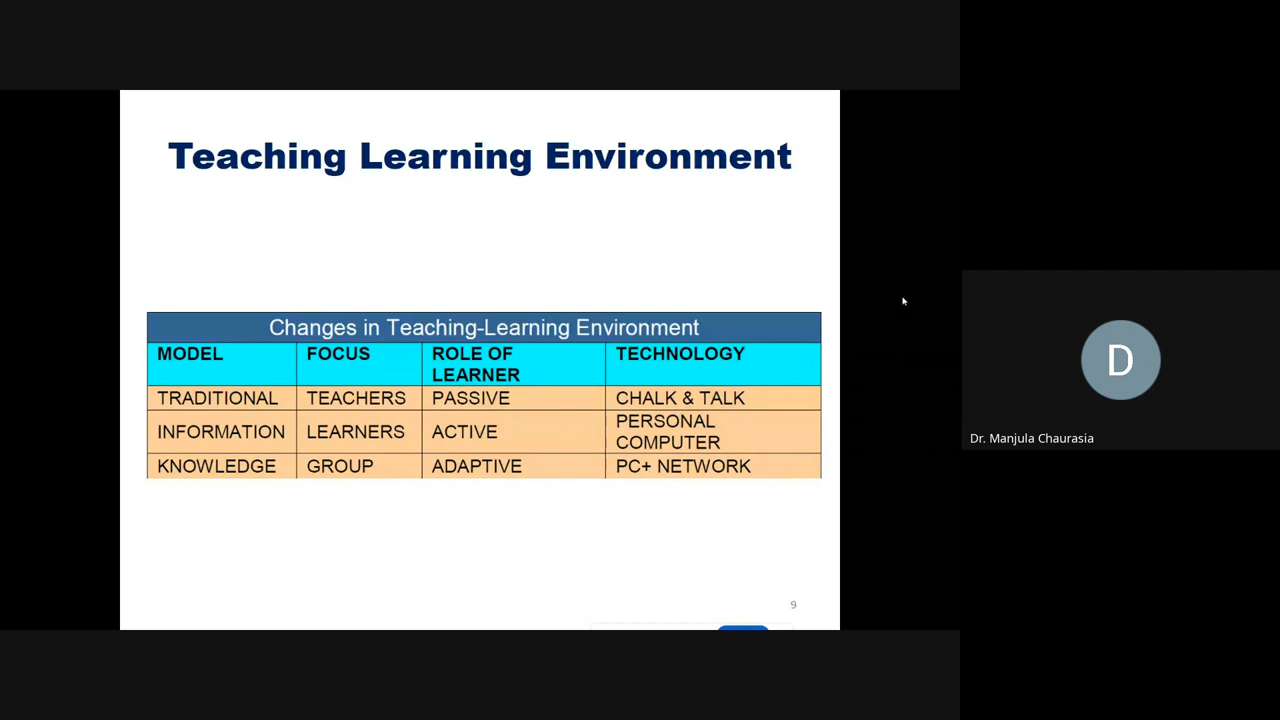 Teaching Learning Environment
Changes in Teaching-Learning Environment
MODEL FOCUS ROLE OF LEARNER TECHNOLOGY
TRADITIONAL TEACHERS PASSIVE CHALK & TALK
INFORMATION LEARNERS ACTIVE PERSONAL COMPUTER
KNOWLEDGE GROUP ADAPTIVE PC+ NETWORK
9
D
Dr. Manjula Chaurasia